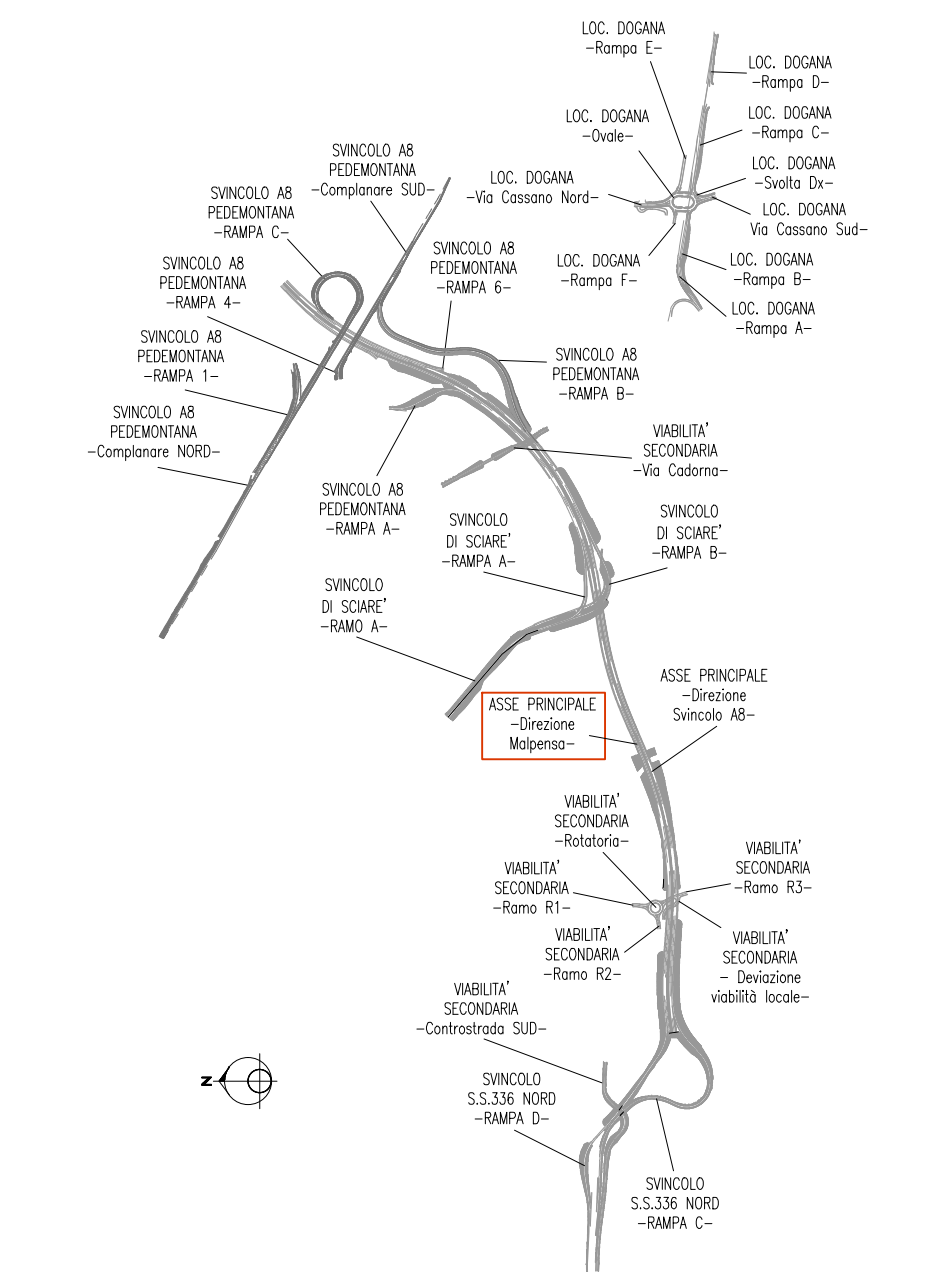 LOC. DOGANA
-Rampa E-
LOC. DOGANA
-Rampa D-
LOC. DOGANA
-Ovale-
LOC. DOGANA
-Rampa C-
LOC. DOGANA
-Svolta Dx-
LOC. DOGANA
-Via Cassano Nord-
LOC. DOGANA
Via Cassano Sud-
LOC. DOGANA
-Rampa F-
LOC. DOGANA
-Rampa B-
LOC. DOGANA
-Rampa A-
SVINCOLO A8
PEDEMONTANA
-Complanare SUD-
SVINCOLO A8
PEDEMONTANA
-RAMPA C-
SVINCOLO A8
PEDEMONTANA
-RAMPA 6-
SVINCOLO A8
PEDEMONTANA
-RAMPA 4-
SVINCOLO A8
PEDEMONTANA
-RAMPA 1-
SVINCOLO A8
PEDEMONTANA
-RAMPA B-
SVINCOLO A8
PEDEMONTANA
-Complanare NORD-
VIABILITA'
SECONDARIA
-Via Cadorna-
SVINCOLO A8
PEDEMONTANA
-RAMPA A-
SVINCOLO
DI SCIARE'
-RAMPA A-
SVINCOLO
DI SCIARE'
-RAMPA B-
SVINCOLO
DI SCIARE'
-RAMO A-
ASSE PRINCIPALE
-Direzione
Svincolo A8-
ASSE PRINCIPALE
-Direzione
Malpensa-
VIABILITA'
SECONDARIA
-Rotatoria-
VIABILITA'
SECONDARIA
-Ramo R3-
VIABILITA'
SECONDARIA
-Ramo R1-
VIABILITA'
SECONDARIA
-Ramo R2-
VIABILITA'
SECONDARIA
- Deviazione
viabilità locale-
VIABILITA'
SECONDARIA
-Controstrada SUD-
N
SVINCOLO
S.S.336 NORD
-RAMPA D-
SVINCOLO
S.S.336 NORD
-RAMPA C-